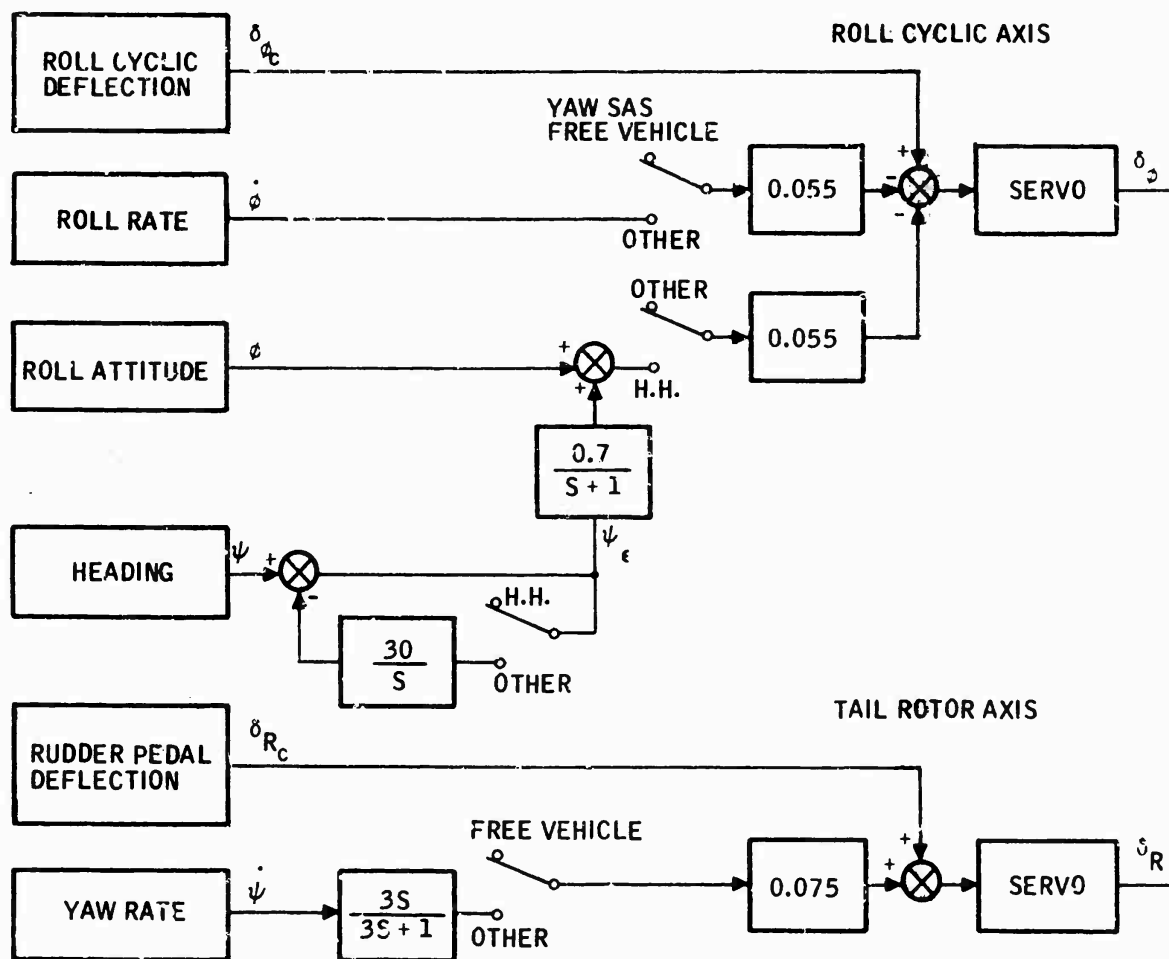 δφc
ROLL CYCLIC AXIS
ROLL CYCLIC
DEFLECTION
YAW SAS
FREE VEHICLE
+
-
0.055
SERVO
δφ
ROLL RATE
φ̇
OTHER
-
OTHER
0.055
ROLL ATTITUDE
φ
+
+
H.H.
0.7
S + 1
ψε
HEADING
ψ
+
-
H.H.
30
S
OTHER
TAIL ROTOR AXIS
RUDDER PEDAL
DEFLECTION
δRC
FREE VEHICLE
+
+
0.075
SERVO
δR
YAW RATE
ψ̇
3S
3S + 1
OTHER